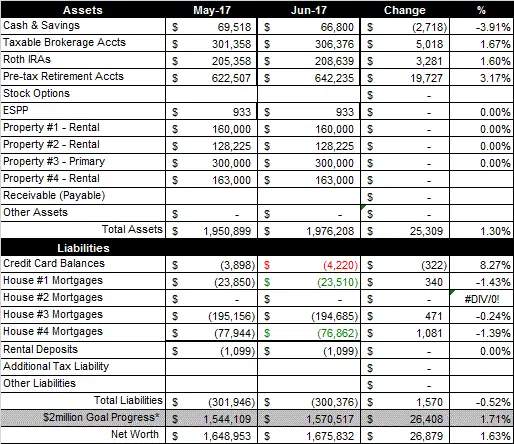 Assets May-17 Jun-17 Change %
Cash & Savings $ 69,518 $ 66,800 $ (2,718) -3.91%
Taxable Brokerage Accts $ 301,358 $ 306,376 $ 5,018 1.67%
Roth IRAs $ 205,358 $ 208,639 $ 3,281 1.60%
Pre-tax Retirement Accts $ 622,507 $ 642,235 $ 19,727 3.17%
Stock Options $ -
ESPP $ 933 $ 933 $ - 0.00%
Property #1 - Rental $ 160,000 $ 160,000 $ - 0.00%
Property #2 - Rental $ 128,225 $ 128,225 $ - 0.00%
Property #3 - Primary $ 300,000 $ 300,000 $ - 0.00%
Property #4 - Rental $ 163,000 $ 163,000 $ -
Receivable (Payable) $ -
Other Assets $ - $ - $ -
Total Assets $ 1,950,899 $ 1,976,208 $ 25,309 1.30%
Liabilities
Credit Card Balances $ (3,898) $ (4,220) $ (322) 8.27%
House #1 Mortgages $ (23,850) $ (23,510) $ 340 -1.43%
House #2 Mortgages $ - $ - $ - #DIV/0!
House #3 Mortgages $ (195,156) $ (194,685) $ 471 -0.24%
House #4 Mortgages $ (77,944) $ (76,862) $ 1,081 -1.39%
Rental Deposits $ (1,099) $ (1,099) $ - 0.00%
Additional Tax Liability $ -
Other Liabilities $ -
Total Liabilities $ (301,946) $ (300,376) $ 1,570 -0.52%
$2million Goal Progress* $ 1,544,109 $ 1,570,517 $ 26,408 1.71%
Net Worth $ 1,648,953 $ 1,675,832 $ 26,879 1.63%